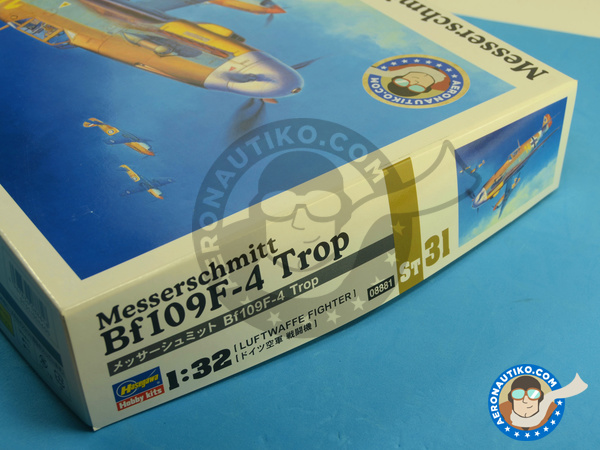 Messerschm
AERONAUTIKO.COM
AERONAUTIKO.COM
Messerschmitt
Bf109F-4 Trop
メッサーシュミット Bf109F-4 Trop
08881
ST 31
1:32
[LUFTWAFFE FIGHTER]
[ドイツ空軍 戦闘機]
Hasegawa
Hobby kits
AERONAUTIKO.COM